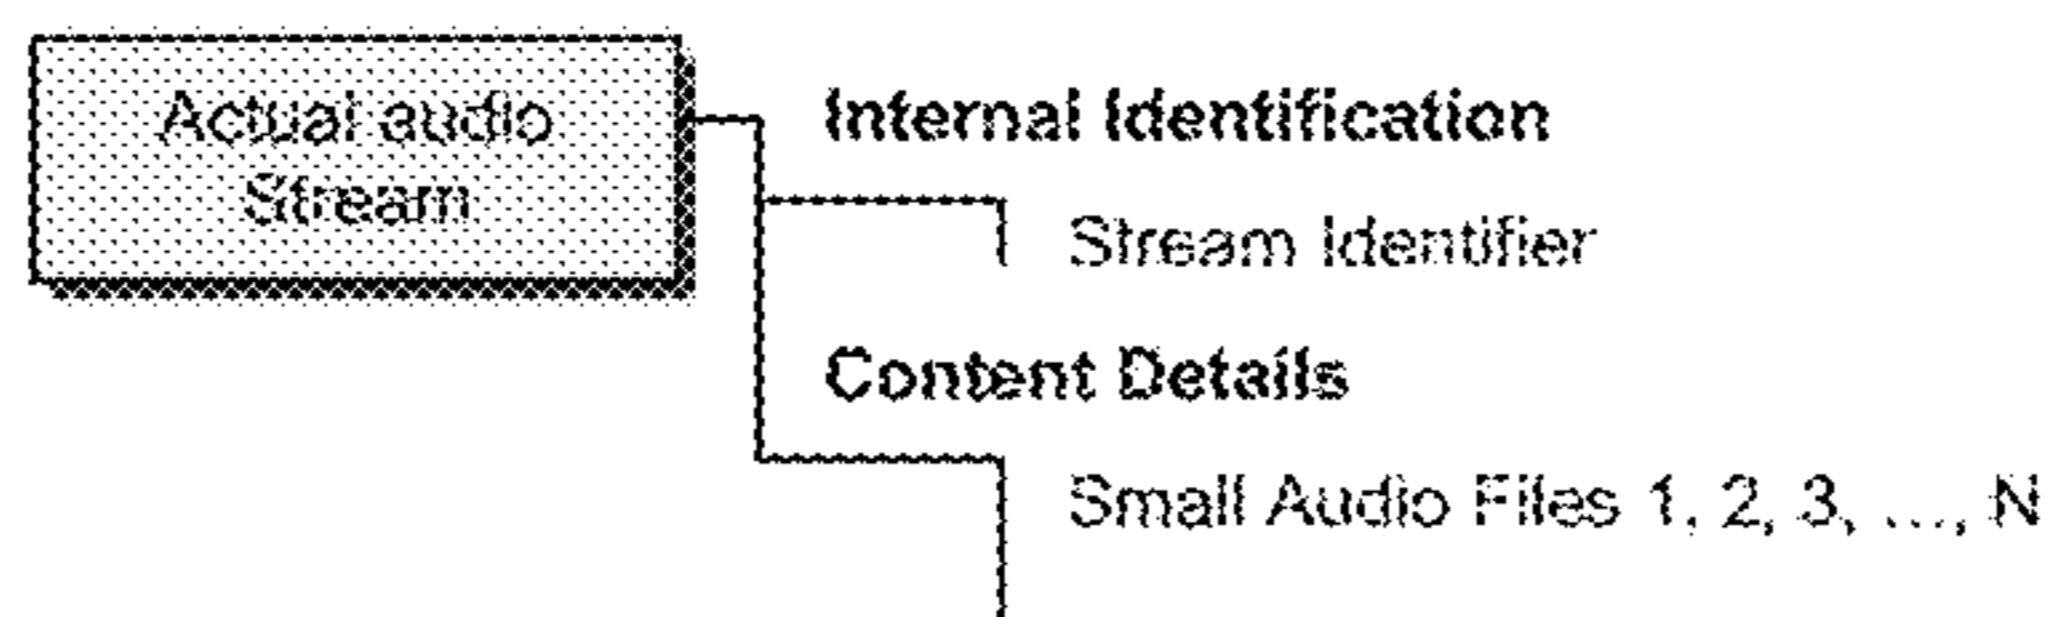 Actual audio
Stream
Internal Identification
Stream Identifier
Content Details
Small Audio Files 1, 2, 3, ..., N